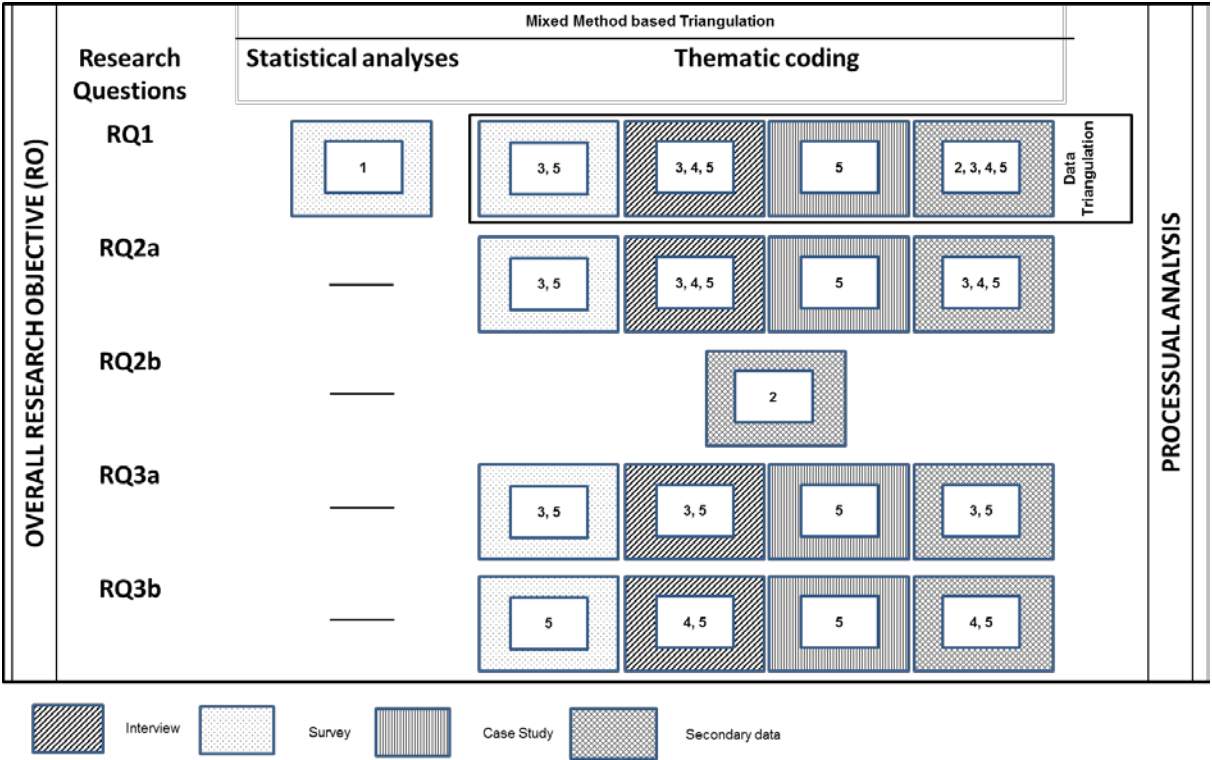 Mixed Method based Triangulation
Research
Questions
Statistical analyses
Thematic coding
OVERALL RESEARCH OBJECTIVE (RO)
RQ1
1
3, 5
3, 4, 5
5
2, 3, 4, 5
Data
Triangulation
RQ2a
3, 5
3, 4, 5
5
3, 4, 5
RQ2b
2
RQ3a
3, 5
3, 5
5
3, 5
RQ3b
5
4, 5
5
4, 5
PROCESSUAL ANALYSIS
Interview
Survey
Case Study
Secondary data